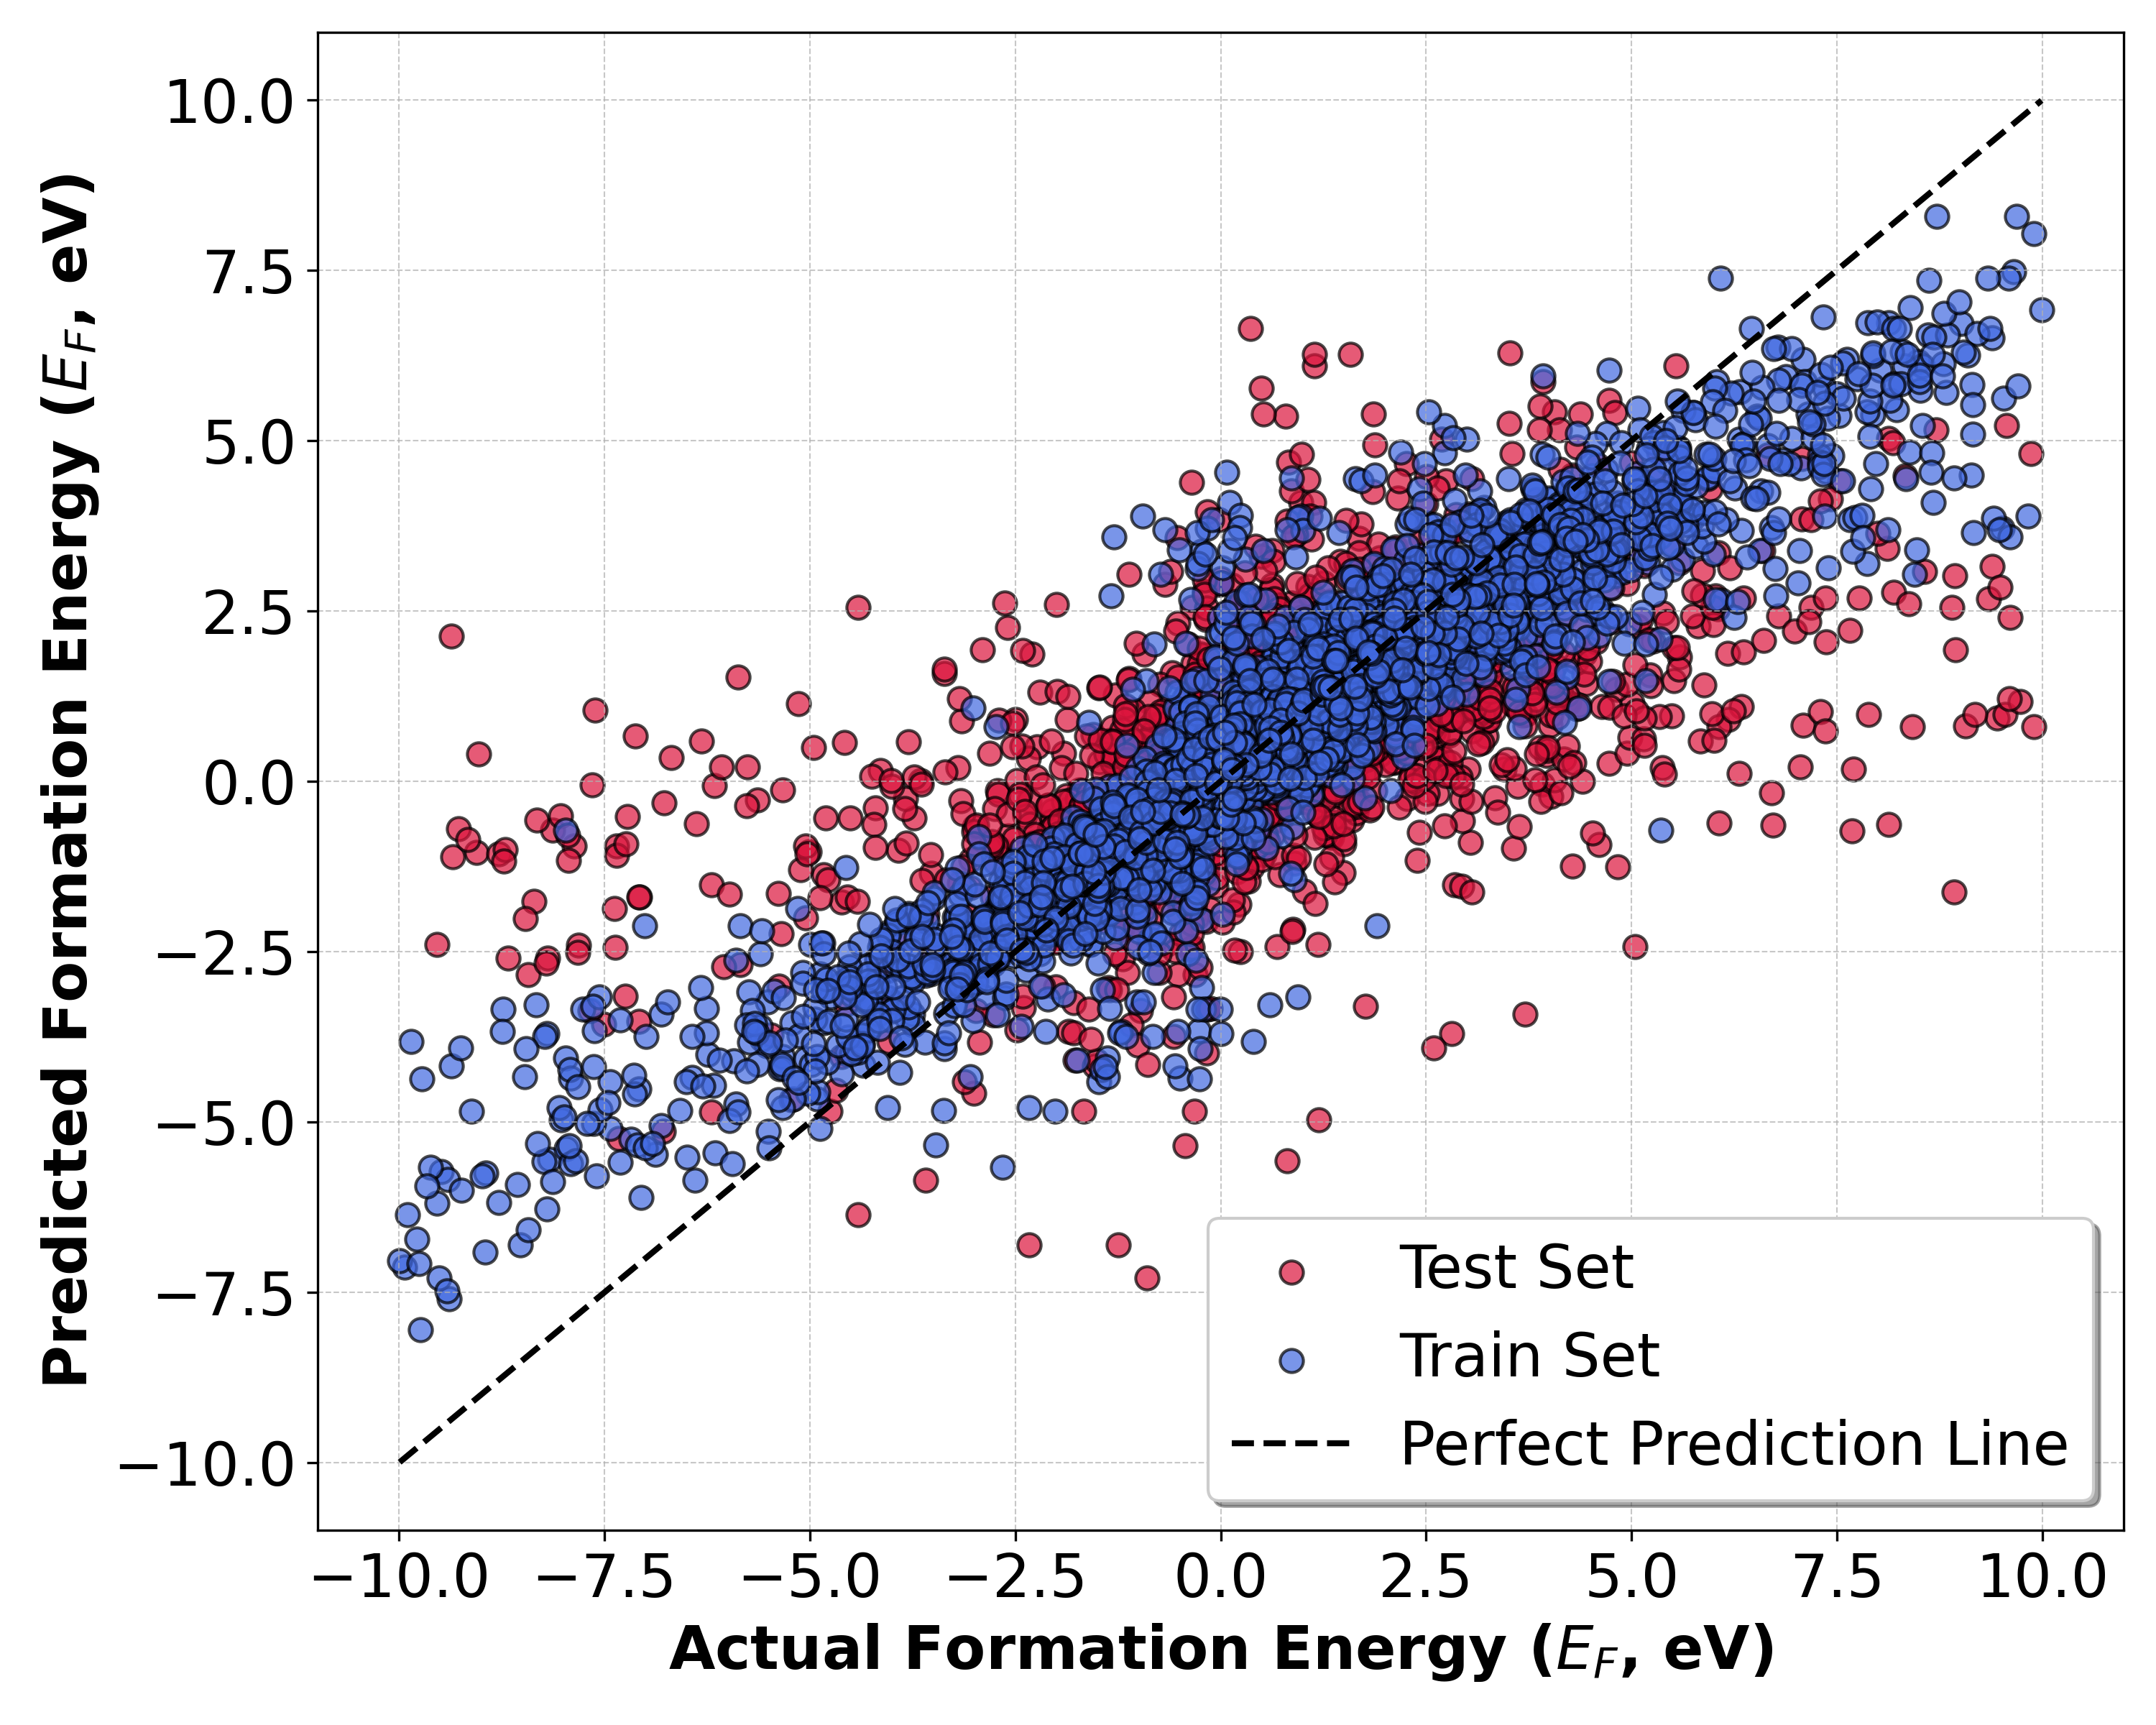 Predicted Formation Energy (E_F, eV)
10.0
7.5
5.0
2.5
0.0
−2.5
−5.0
−7.5
−10.0
Test Set
Train Set
Perfect Prediction Line
−10.0 −7.5 −5.0 −2.5 0.0 2.5 5.0 7.5 10.0
Actual Formation Energy (E_F, eV)